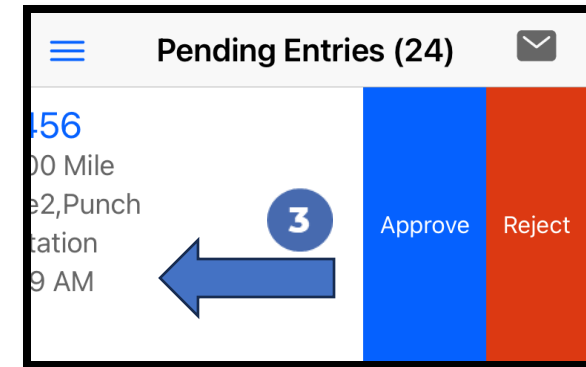 Pending Entries (24)
456
00 Mile
e2,Punch
3
Approve
Reject
tation
9 AM